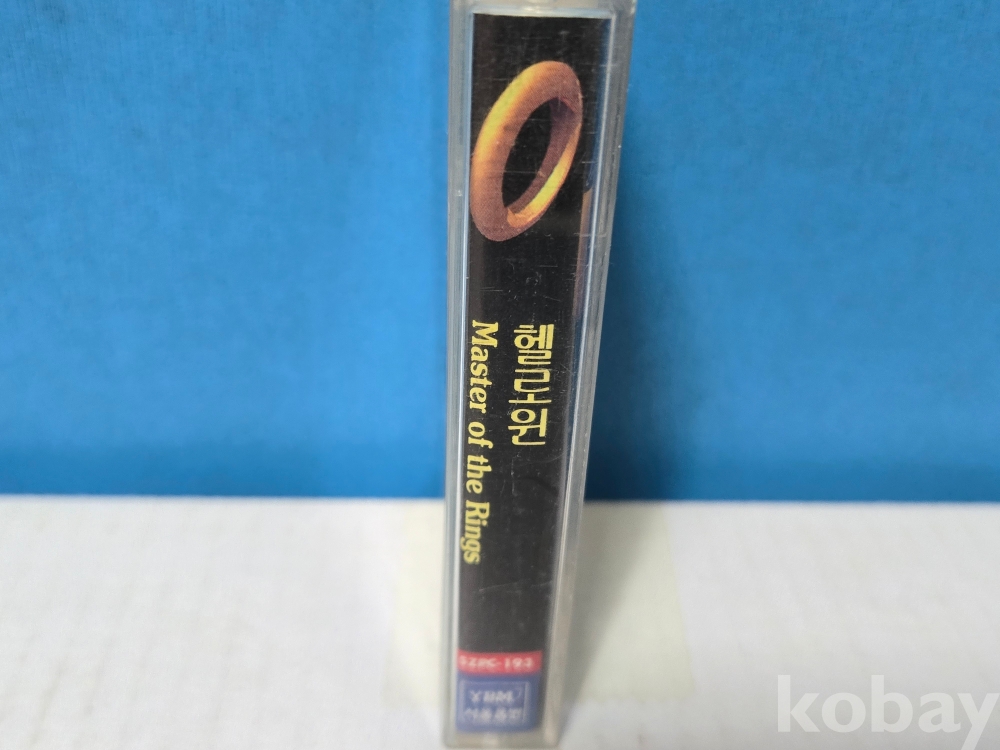 헬로윈
Master of the Rings
kobay